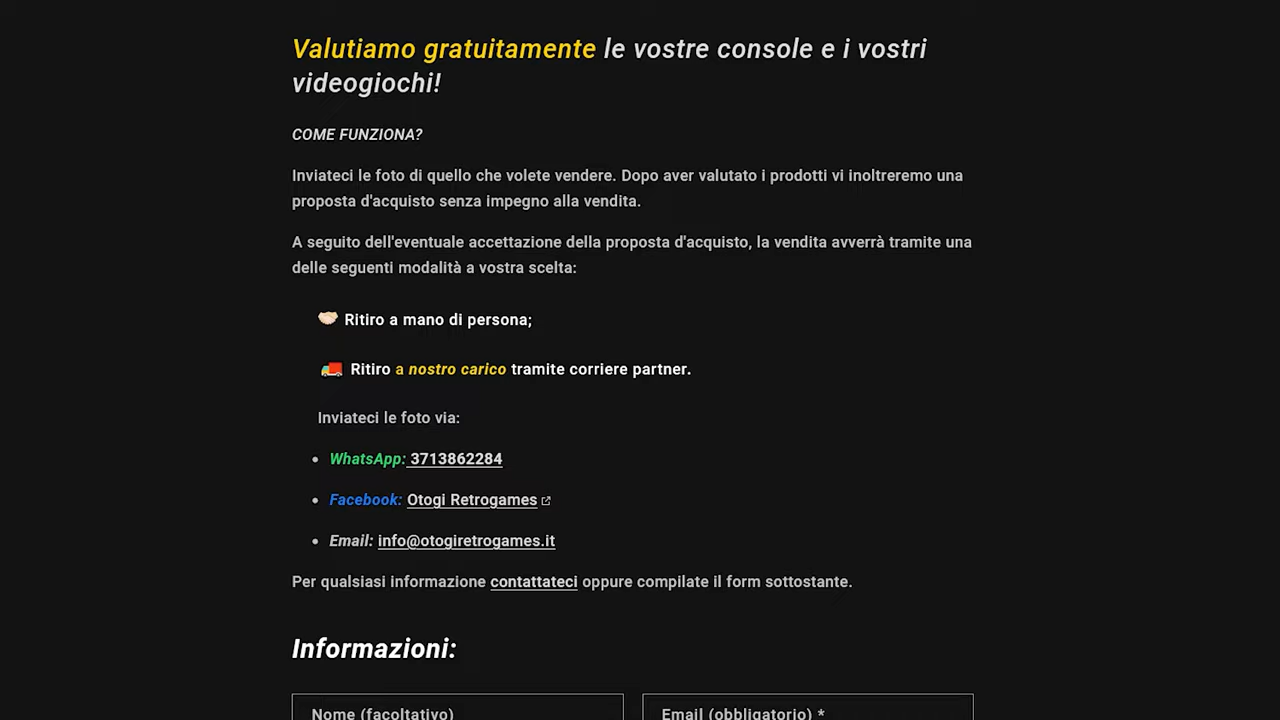 Valutiamo gratuitamente le vostre console e i vostri
videogiochi!
COME FUNZIONA?
Inviateci le foto di quello che volete vendere. Dopo aver valutato i prodotti vi inoltreremo una
proposta d'acquisto senza impegno alla vendita.
A seguito dell'eventuale accettazione della proposta d'acquisto, la vendita avverrà tramite una
delle seguenti modalità a vostra scelta:
Ritiro a mano di persona;
Ritiro a nostro carico tramite corriere partner.
Inviateci le foto via:
WhatsApp: 3713862284
Facebook: Otogi Retrogames
Email: info@otogiretrogames.it
Per qualsiasi informazione contattateci oppure compilate il form sottostante.
Informazioni:
Nome (facoltativo)
Email (obbligatorio) *